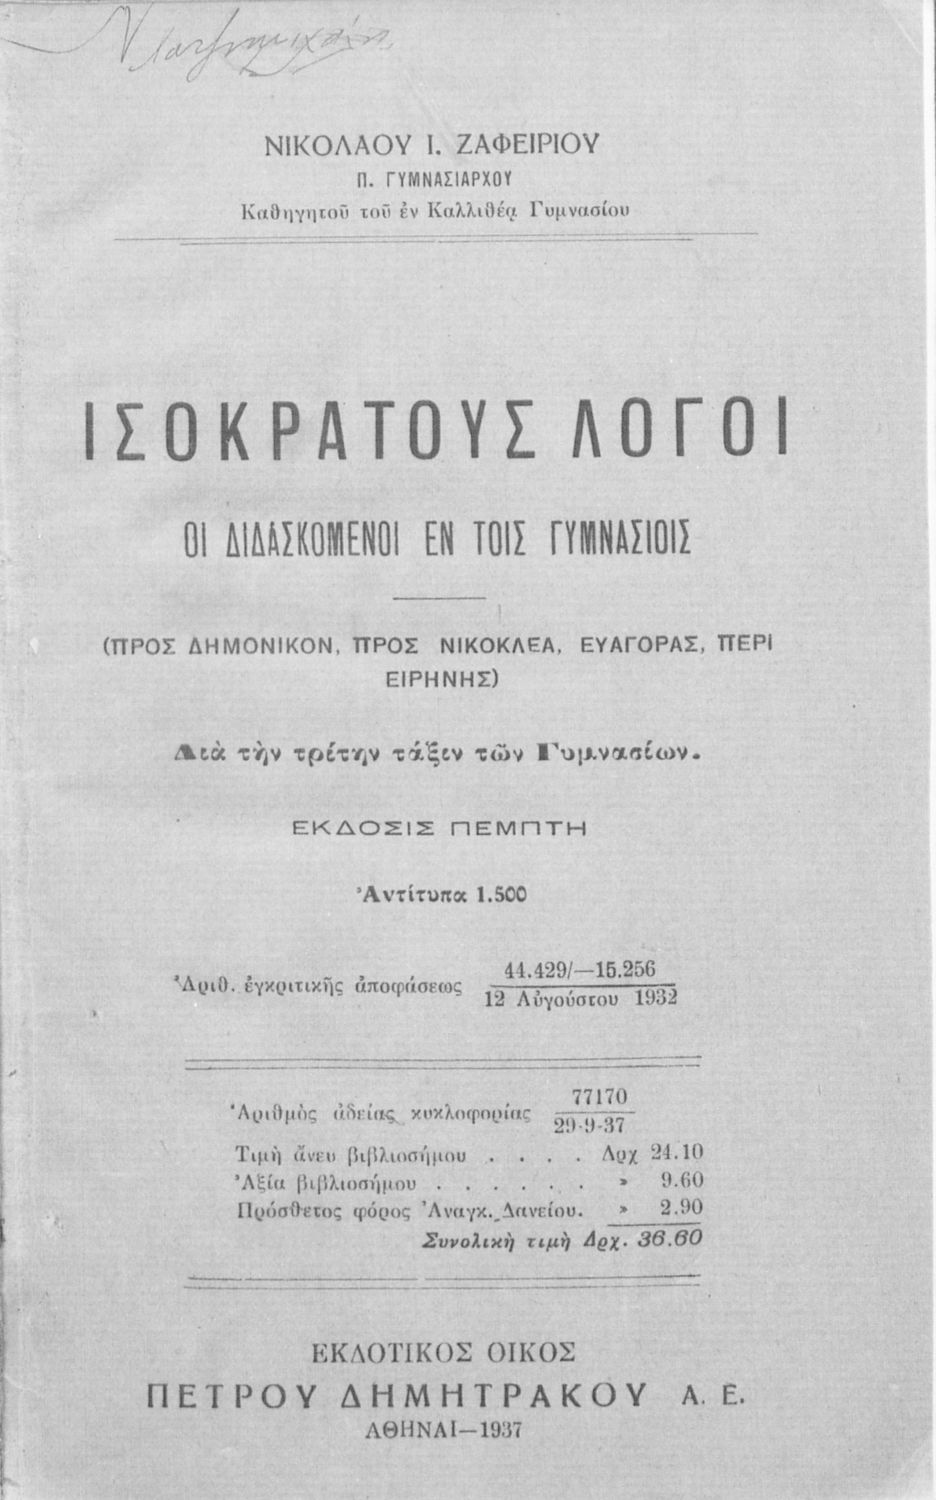 ΝΙΚΟΛΑΟΥ Ι. ΖΑΦΕΙΡΙΟΥ
Π. ΓΥΜΝΑΣΙΑΡΧΟΥ
Καθηγητοῦ τοῦ ἐν Καλλιθέᾳ Γυμνασίου
ΙΣΟΚΡΑΤΟΥΣ ΛΟΓΟΙ
ΟΙ ΔΙΔΑΣΚΟΜΕΝΟΙ ΕΝ ΤΟΙΣ ΓΥΜΝΑΣΙΟΙΣ
(ΠΡΟΣ ΔΗΜΟΝΙΚΟΝ, ΠΡΟΣ ΝΙΚΟΚΛΕΑ, ΕΥΑΓΟΡΑΣ, ΠΕΡΙ
ΕΙΡΗΝΗΣ)
Διὰ τὴν τρίτην τάξιν τῶν Γυμνασίων.
ΕΚΔΟΣΙΣ ΠΕΜΠΤΗ
Ἀντίτυπα 1.500
Ἀριθ. ἐγκριτικῆς ἀποφάσεως 44.429/—15.256
12 Αὐγούστου 1932
Ἀριθμὸς ἀδείας κυκλοφορίας 77170
29-9-37
Τιμὴ ἄνευ βιβλιοσήμου . . . . Δρχ 24.10
Ἀξία βιβλιοσήμου . . . . . . » 9.60
Πρόσθετος φόρος Ἀναγκ. Δανείου. » 2.90
Συνολικὴ τιμὴ Δρχ. 36.60
ΕΚΔΟΤΙΚΟΣ ΟΙΚΟΣ
ΠΕΤΡΟΥ ΔΗΜΗΤΡΑΚΟΥ Α. Ε.
ΑΘΗΝΑΙ—1937